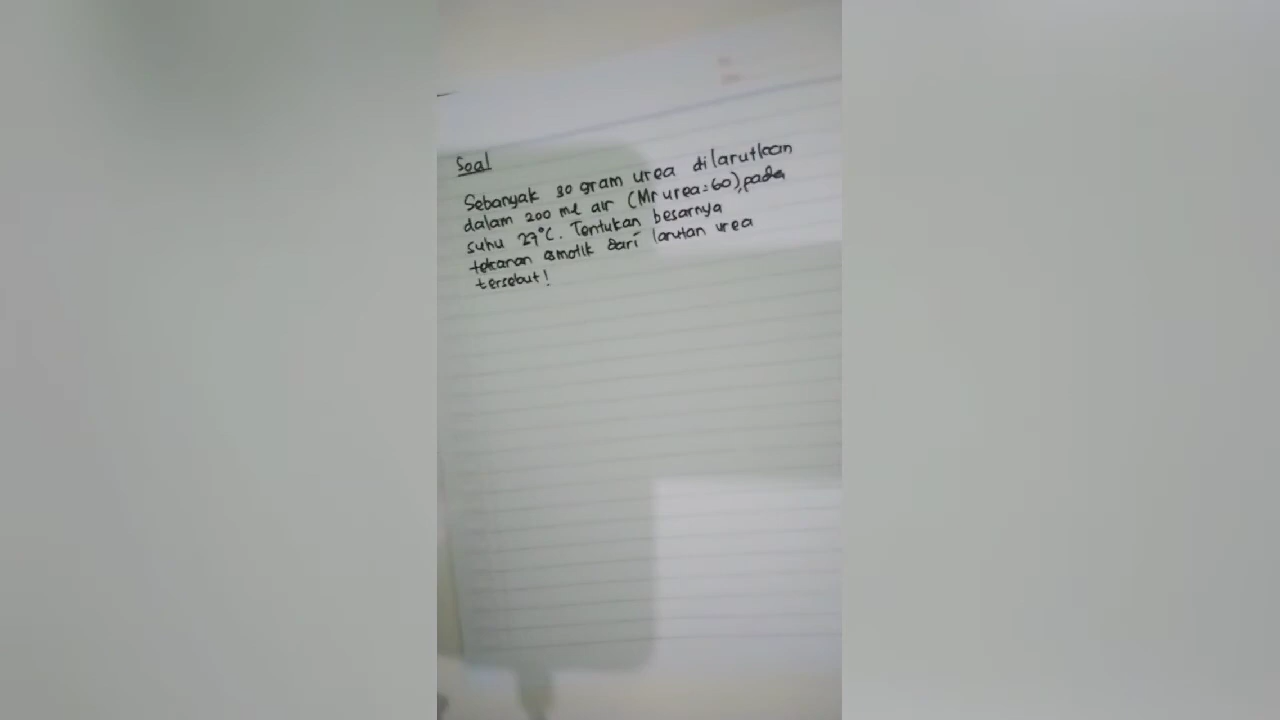 Soal
Sebanyak 30 gram urea dilarutkan
dalam 200 ml air (Mr urea=60), pada
suhu 27°C. Tentukan besarnya
tekanan osmotik dari larutan urea
tersebut!